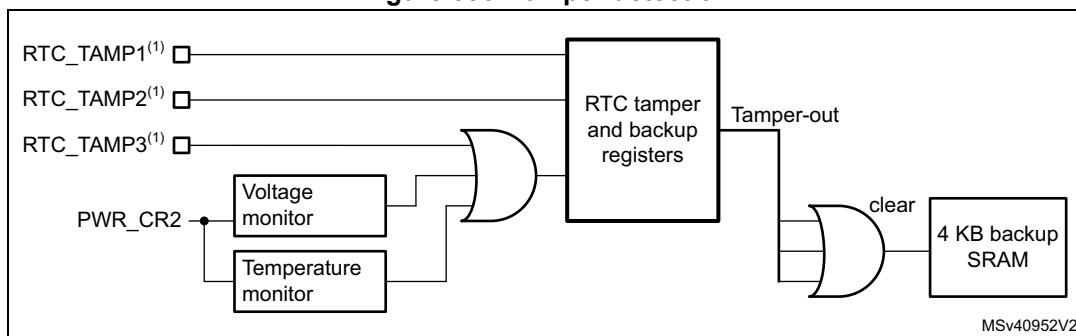 RTC_TAMP1(1)
RTC_TAMP2(1)
RTC_TAMP3(1)
Voltage
monitor
PWR_CR2
Temperature
monitor
RTC tamper
and backup
registers
Tamper-out
clear
4 KB backup
SRAM
MSv40952V2